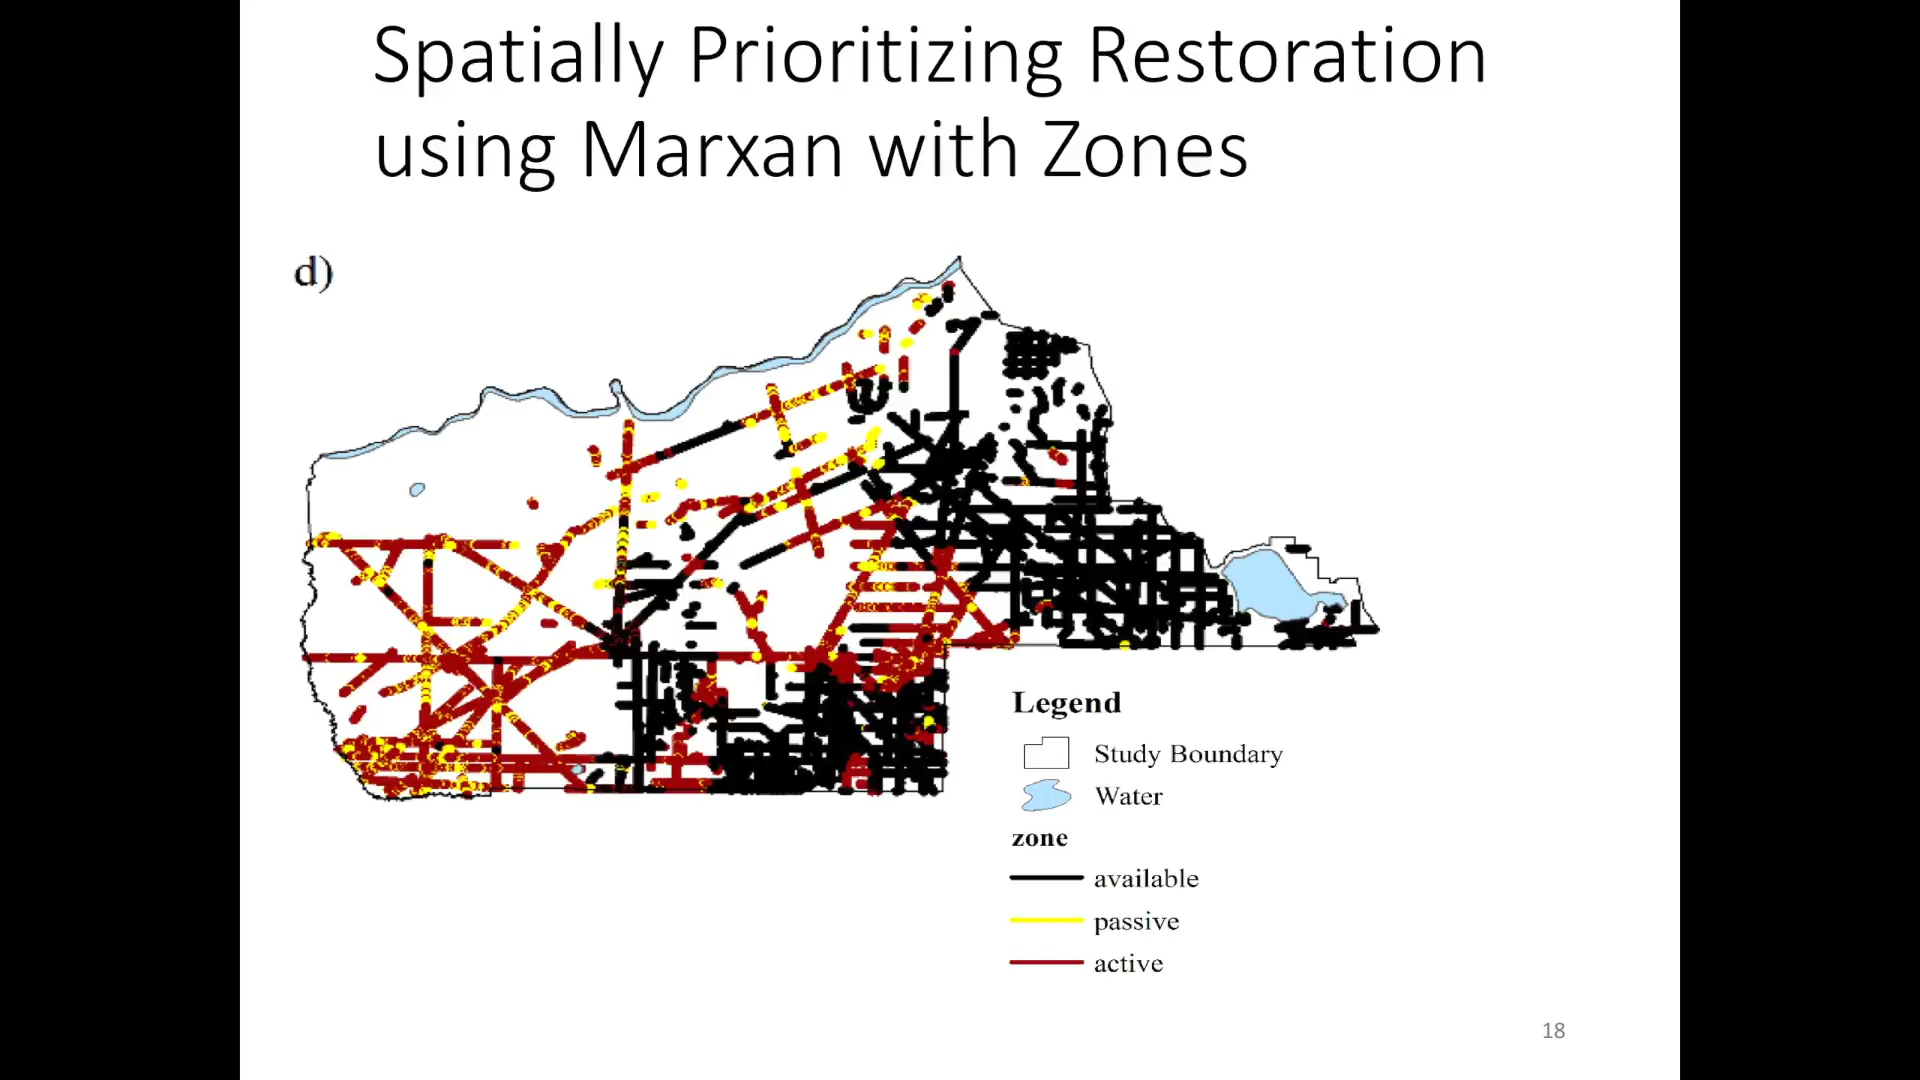 Spatially Prioritizing Restoration
using Marxan with Zones
d)
Legend
Study Boundary
Water
zone
available
passive
active
18